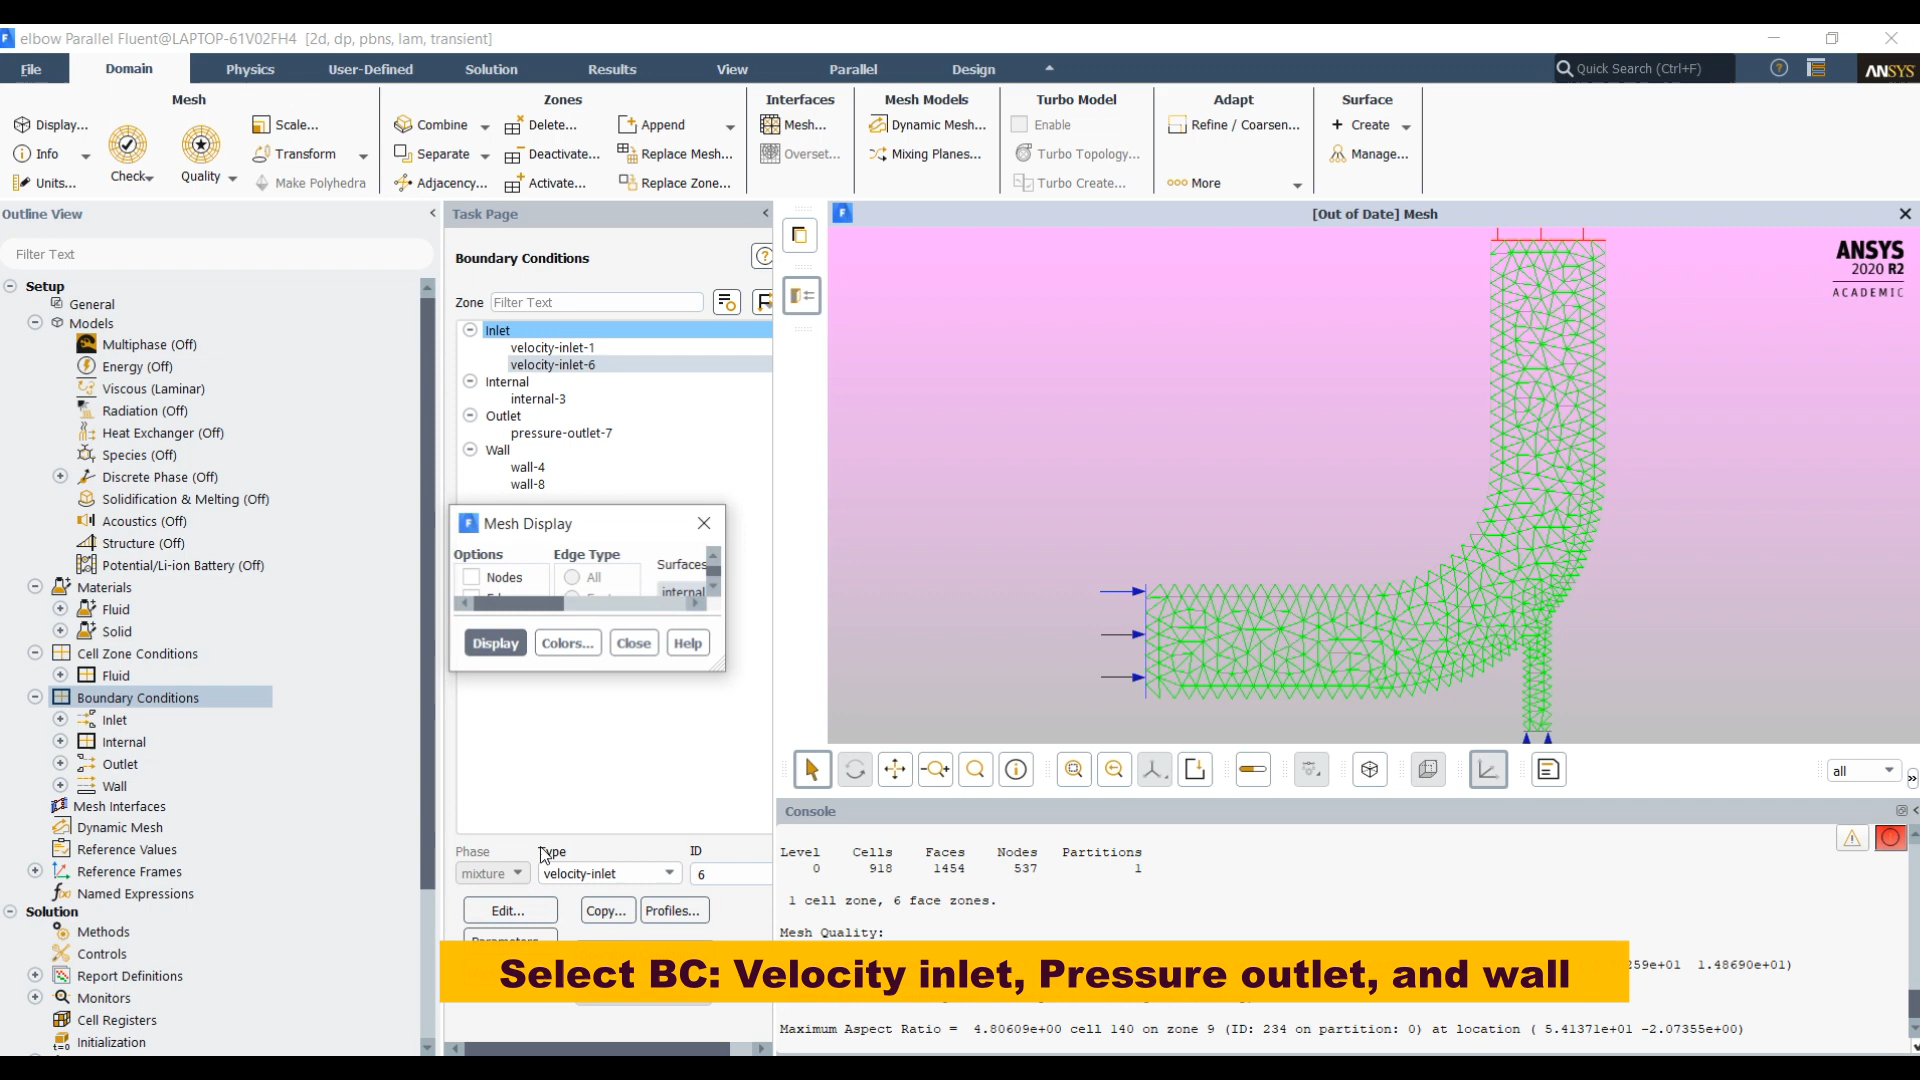 elbow Parallel Fluent@LAPTOP-61V02FH4 [2d, dp, pbns, lam, transient]
File Domain Physics User-Defined Solution Results View Parallel Design Quick Search (Ctrl+F) ANSYS
Mesh Zones Interfaces Mesh Models Turbo Model Adapt Surface
Display... Scale... Combine Delete... Append Mesh... Dynamic Mesh... Enable Refine / Coarsen... Create
Info Transform Separate Deactivate... Replace Mesh... Overset... Mixing Planes... Turbo Topology... Manage...
Check Quality
Units... Make Polyhedra Adjacency... Activate... Replace Zone... Turbo Create... More
Outline View
Filter Text
Setup
General
Models
Multiphase (Off)
Energy (Off)
Viscous (Laminar)
Radiation (Off)
Heat Exchanger (Off)
Species (Off)
Discrete Phase (Off)
Solidification & Melting (Off)
Acoustics (Off)
Structure (Off)
Potential/Li-ion Battery (Off)
Materials
Fluid
Solid
Cell Zone Conditions
Fluid
Boundary Conditions
Inlet
Internal
Outlet
Wall
Mesh Interfaces
Dynamic Mesh
Reference Values
Reference Frames
Named Expressions
Solution
Methods
Controls
Report Definitions
Monitors
Cell Registers
Initialization
Task Page
Boundary Conditions
Zone Filter Text
Inlet
velocity-inlet-1
velocity-inlet-6
Internal
internal-3
Outlet
pressure-outlet-7
Wall
wall-4
wall-8
Mesh Display
Options Edge Type Surfaces
Nodes All internal
Display Colors... Close Help
Phase Type ID
mixture velocity-inlet 6
Edit... Copy... Profiles...
[Out of Date] Mesh
ANSYS
2020 R2
ACADEMIC
all
Console
Level Cells Faces Nodes Partitions
0 918 1454 537 1
1 cell zone, 6 face zones.
Mesh Quality:
Select BC: Velocity inlet, Pressure outlet, and wall
259e+01 1.48690e+01)
Maximum Aspect Ratio = 4.80609e+00 cell 140 on zone 9 (ID: 234 on partition: 0) at location ( 5.41371e+01 -2.07355e+00)